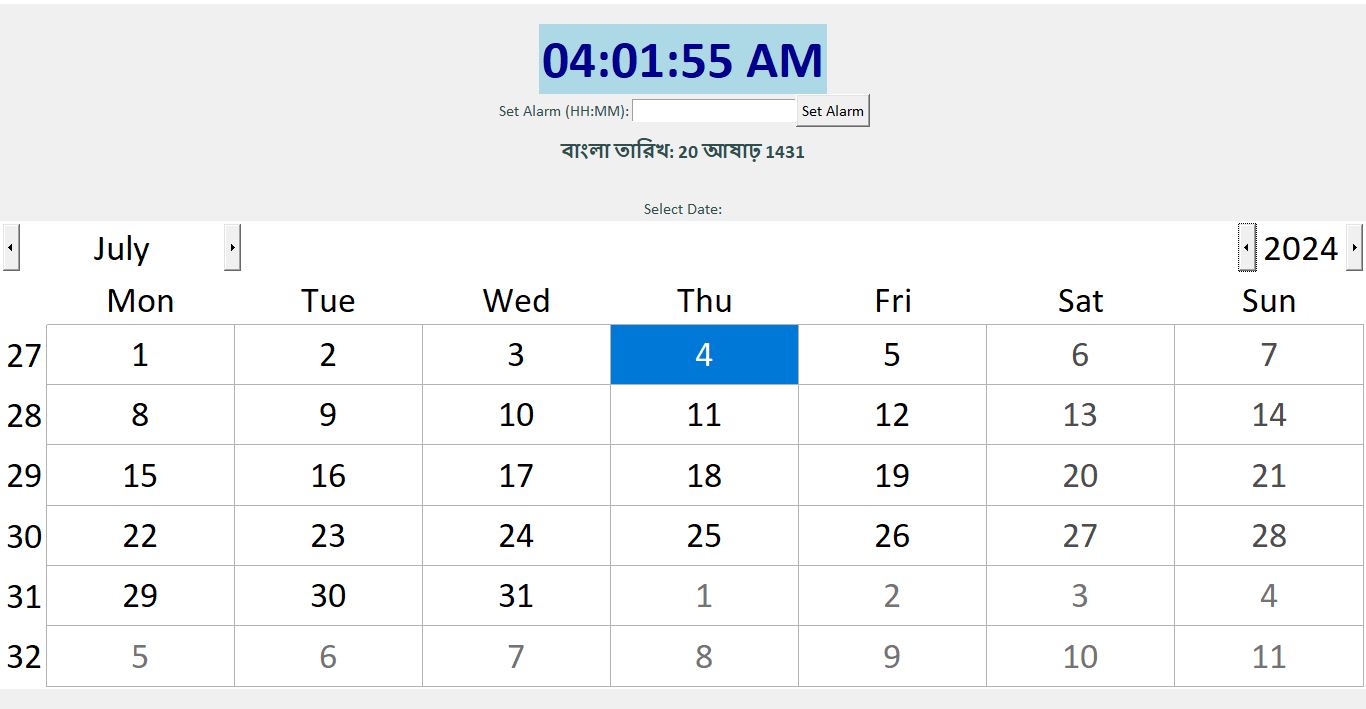 04:01:55 AM
Set Alarm (HH:MM): Set Alarm
বাংলা তারিখ: 20 আষাঢ় 1431
Select Date:
July 2024
Mon Tue Wed Thu Fri Sat Sun
27 1 2 3 4 5 6 7
28 8 9 10 11 12 13 14
29 15 16 17 18 19 20 21
30 22 23 24 25 26 27 28
31 29 30 31 1 2 3 4
32 5 6 7 8 9 10 11